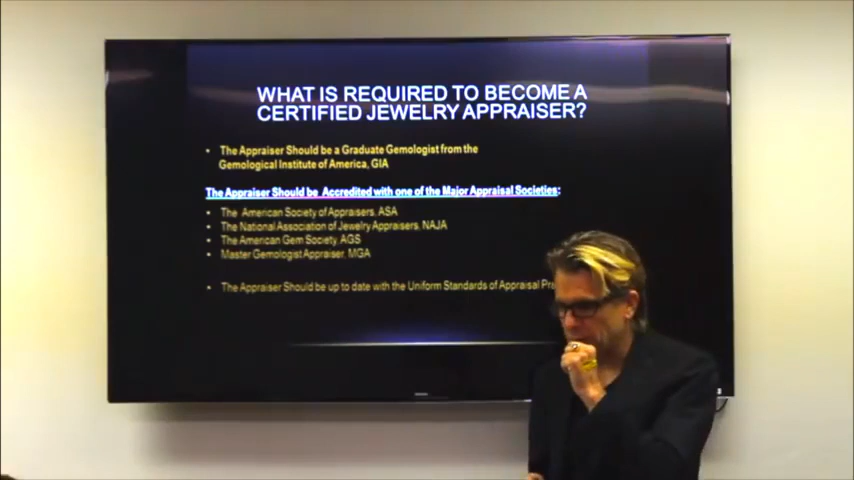 WHAT IS REQUIRED TO BECOME A
CERTIFIED JEWELRY APPRAISER?
• The Appraiser Should be a Graduate Gemologist from the
Gemological Institute of America, GIA
The Appraiser Should be Accredited with one of the Major Appraisal Societies:
• The American Society of Appraisers, ASA
• The National Association of Jewelry Appraisers, NAJA
• The American Gem Society, AGS
• Master Gemologist Appraiser, MGA
• The Appraiser Should be up to date with the Uniform Standards of Appraisal